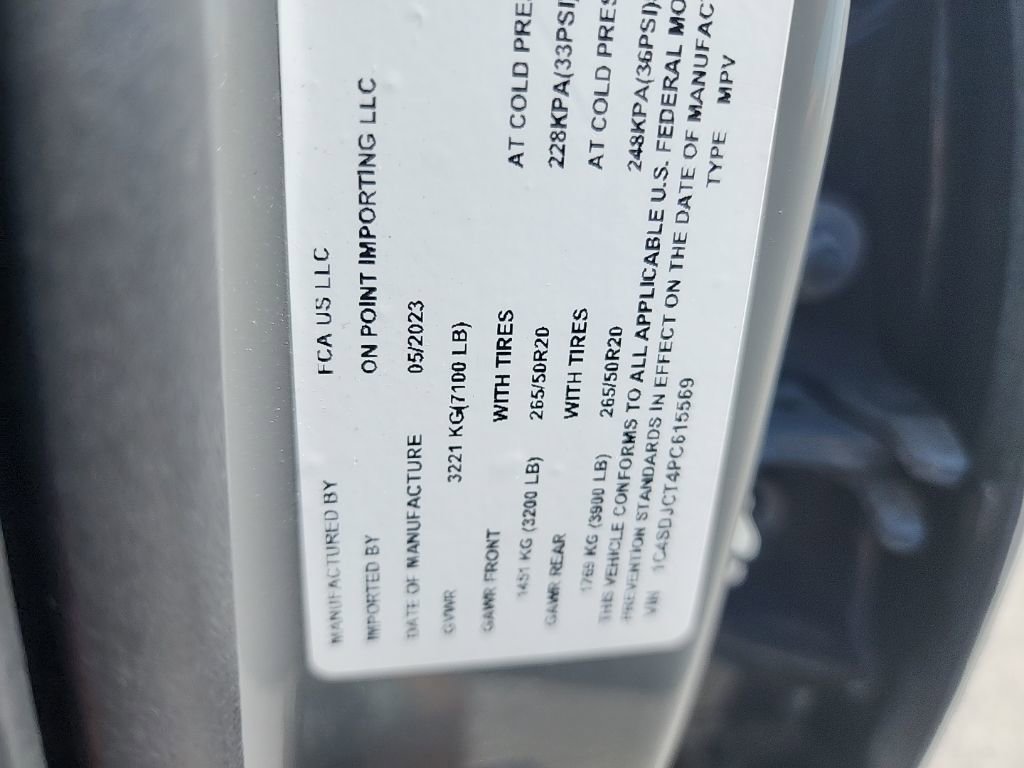 MANUFACTURED BY FCA US LLC
IMPORTED BY ON POINT IMPORTING LLC
DATE OF MANUFACTURE 05/2023
GVWR 3221 KG(7100 LB)
GAWR FRONT WITH TIRES AT COLD PRE
1451 KG (3200 LB) 265/50R20 228KPA(33PSI)
GAWR REAR WITH TIRES AT COLD PRES
1769 KG (3900 LB) 265/50R20 248KPA(36PSI)
THIS VEHICLE CONFORMS TO ALL APPLICABLE U.S. FEDERAL MO
PREVENTION STANDARDS IN EFFECT ON THE DATE OF MANUFAC
VIN 1C4SDJCT4PC615569 TYPE MPV